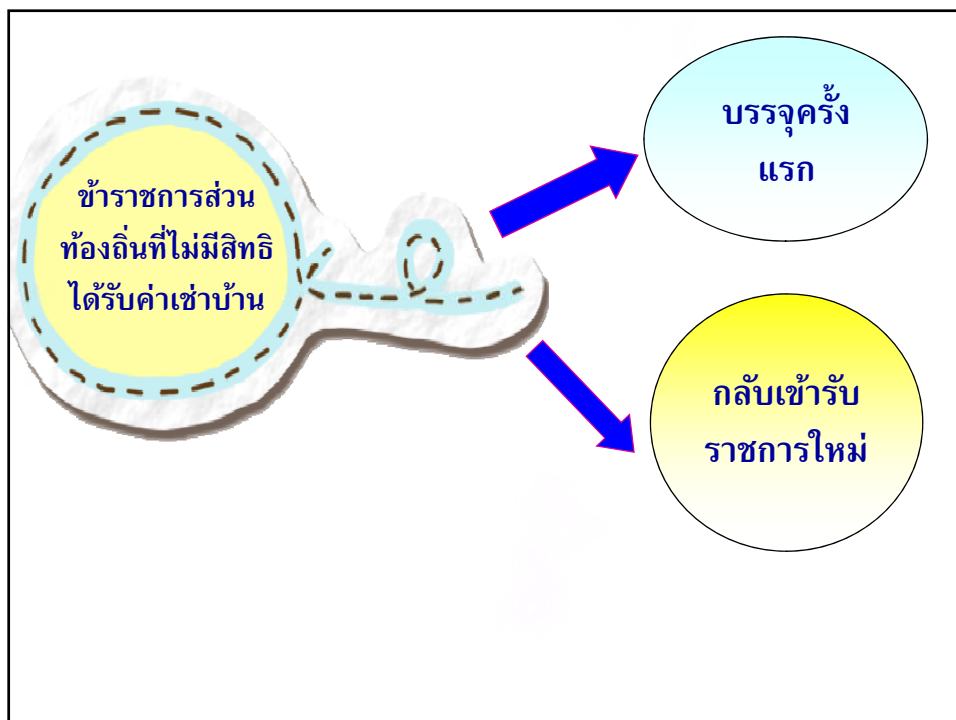 ข้าราชการส่วน
ท้องถิ่นที่ไม่มีสิทธิ
ได้รับค่าเช่าบ้าน
บรรจุครั้ง
แรก
กลับเข้ารับ
ราชการใหม่